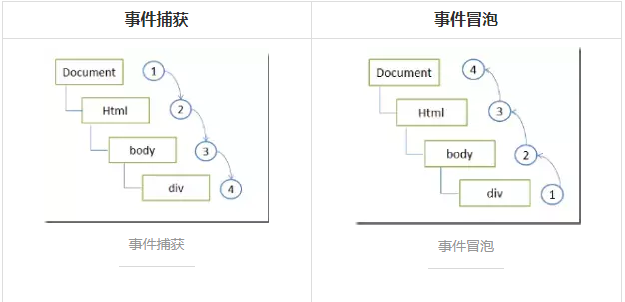 事件捕获
事件冒泡
Document 1
Html 2
body 3
div 4
事件捕获
Document 4
Html 3
body 2
div 1
事件冒泡